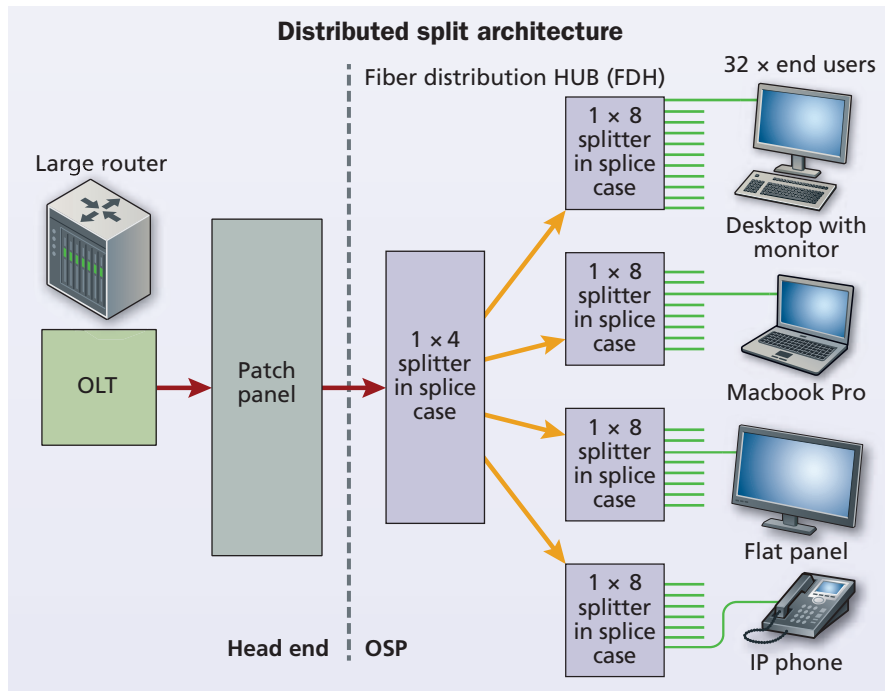 Distributed split architecture
Fiber distribution HUB (FDH)
32 × end users
Large router
OLT
Patch
panel
1 × 4
splitter
in splice
case
1 × 8
splitter
in splice
case
Desktop with
monitor
1 × 8
splitter
in splice
case
Macbook Pro
1 × 8
splitter
in splice
case
Flat panel
1 × 8
splitter
in splice
case
IP phone
Head end
OSP